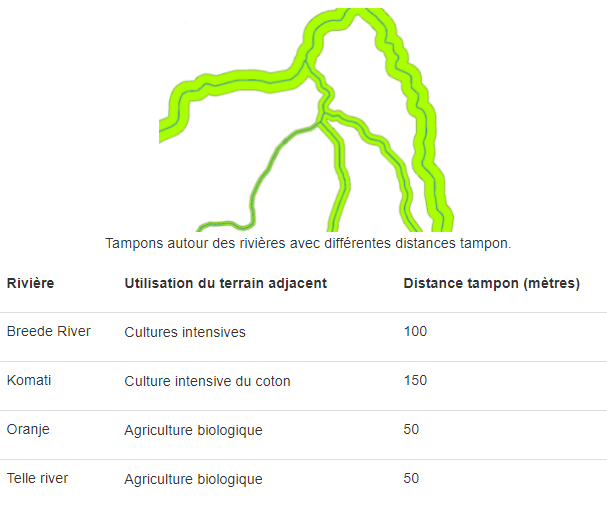 Tampons autour des rivières avec différentes distances tampon.
Rivière Utilisation du terrain adjacent Distance tampon (mètres)
Breede River Cultures intensives 100
Komati Culture intensive du coton 150
Oranje Agriculture biologique 50
Telle river Agriculture biologique 50